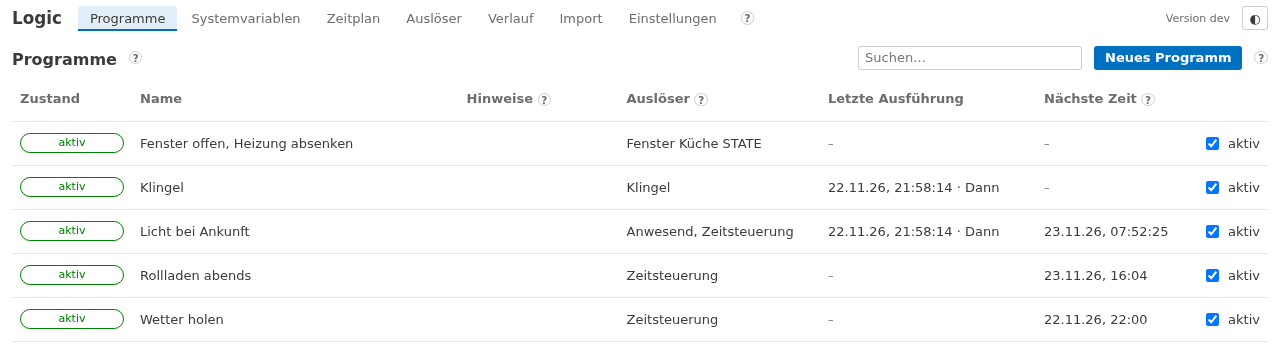 Logic Programme Systemvariablen Zeitplan Auslöser Verlauf Import Einstellungen ? Version dev
Programme ? Suchen… Neues Programm ?
Zustand Name Hinweise ? Auslöser ? Letzte Ausführung Nächste Zeit ?
aktiv Fenster offen, Heizung absenken Fenster Küche STATE – – aktiv
aktiv Klingel Klingel 22.11.26, 21:58:14 · Dann – aktiv
aktiv Licht bei Ankunft Anwesend, Zeitsteuerung 22.11.26, 21:58:14 · Dann 23.11.26, 07:52:25 aktiv
aktiv Rollladen abends Zeitsteuerung – 23.11.26, 16:04 aktiv
aktiv Wetter holen Zeitsteuerung – 22.11.26, 22:00 aktiv